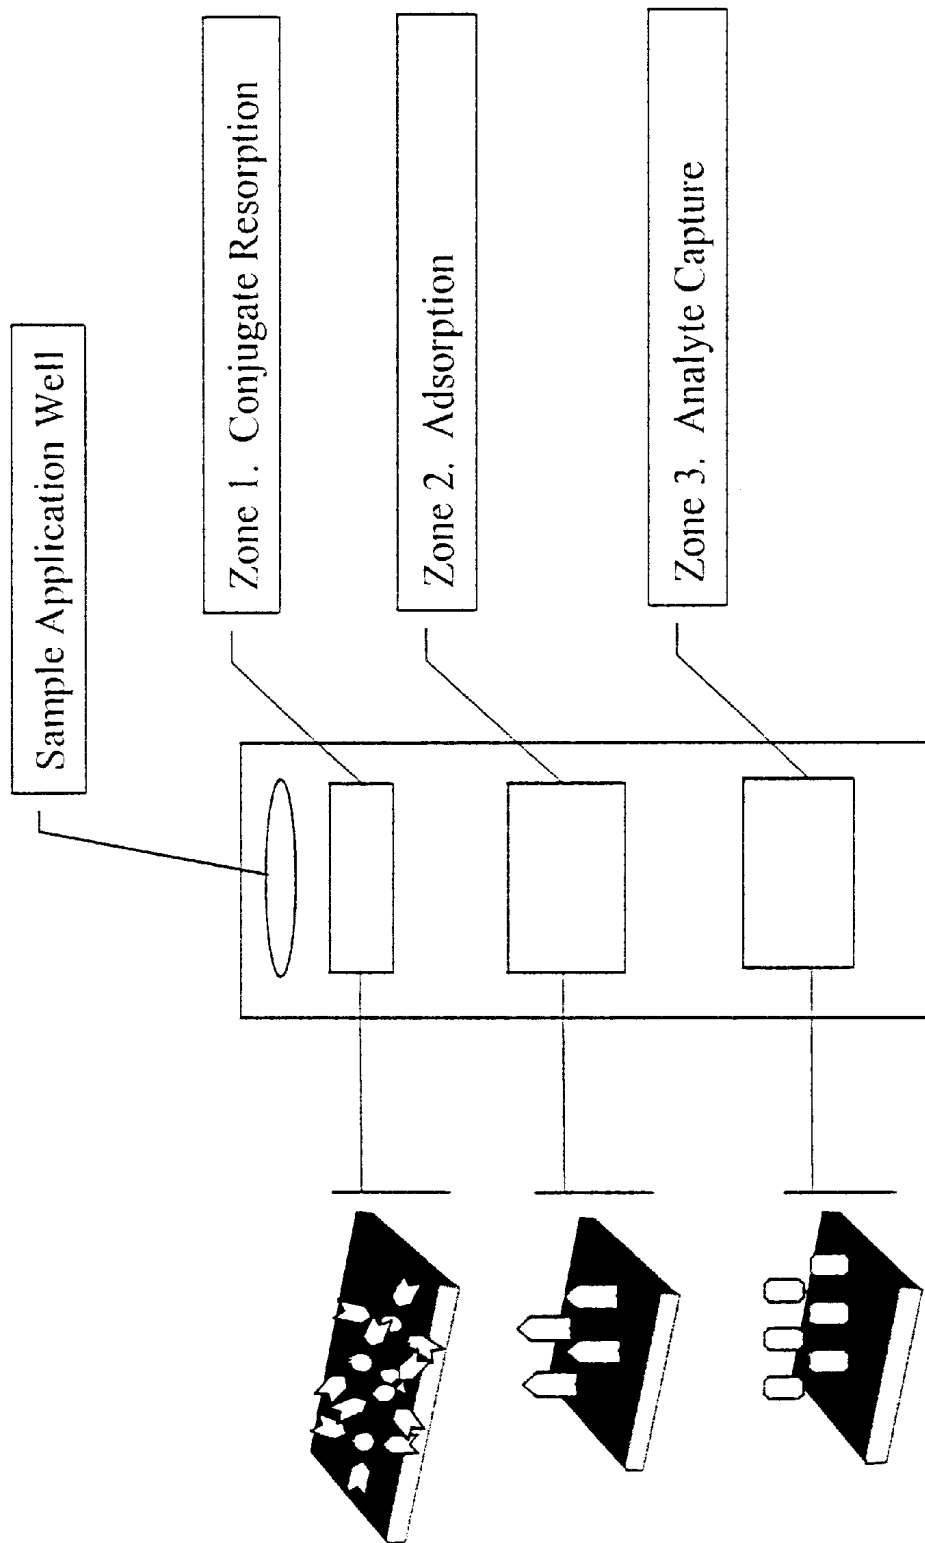 Sample Application Well
Zone 1. Conjugate Resorption
Zone 2. Adsorption
Zone 3. Analyte Capture